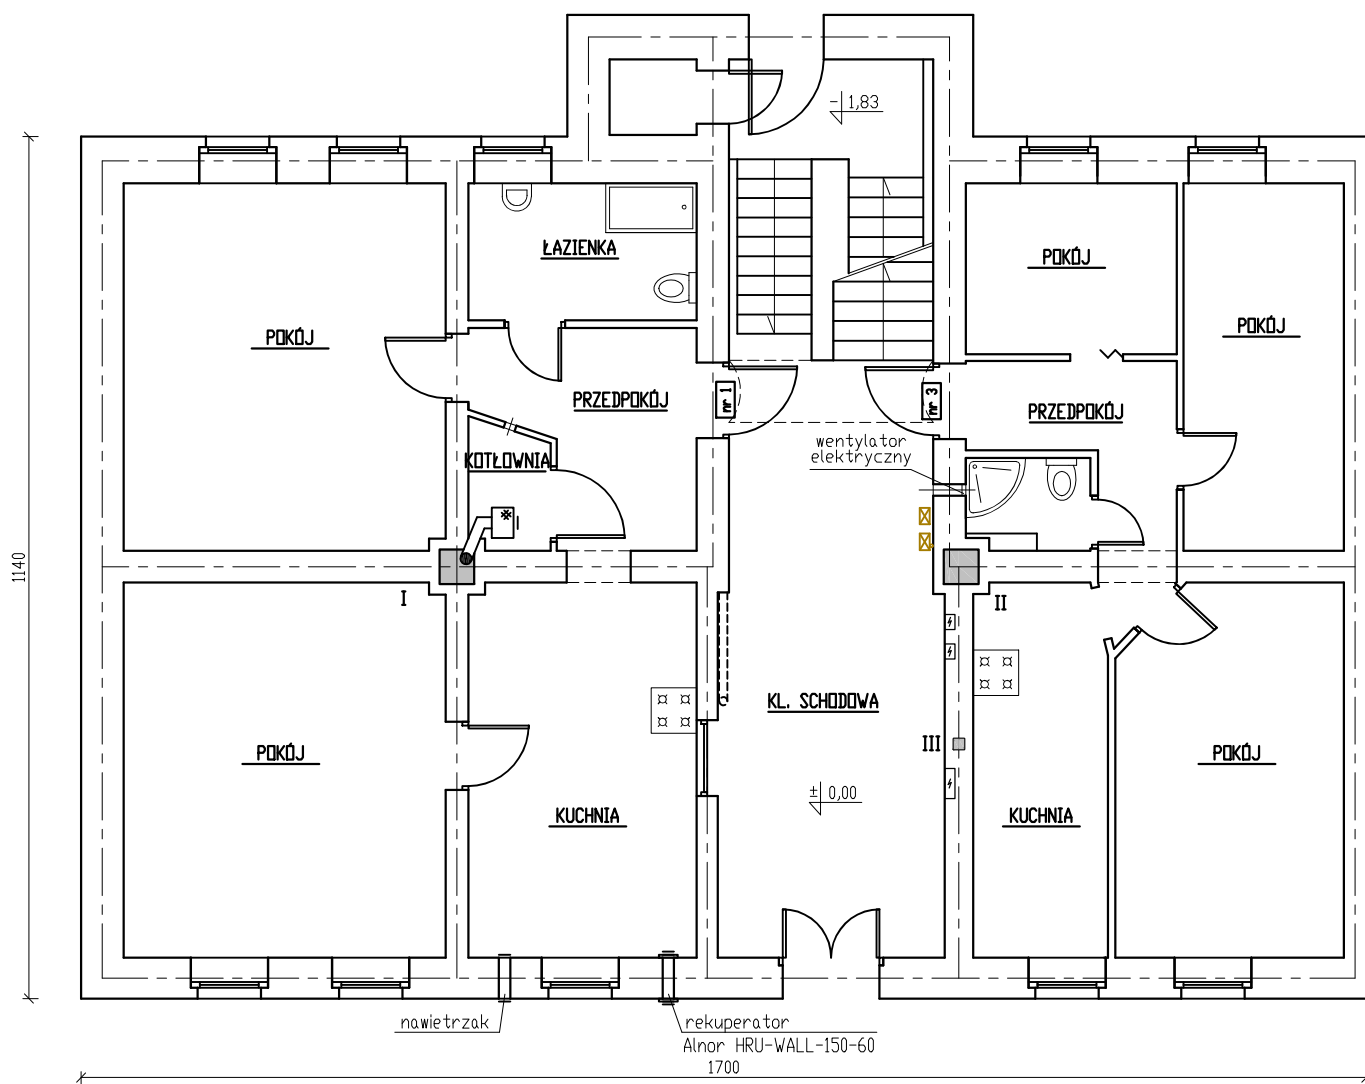 - 1,83
ŁAZIENKA
POKÓJ
POKÓJ
POKÓJ
PRZEDPOKÓJ
nr 1
nr 3
PRZEDPOKÓJ
wentylator
elektryczny
KOTŁOWNIA
1140
I
II
KL. SCHODOWA
III
POKÓJ
POKÓJ
± 0,00
KUCHNIA
KUCHNIA
nawietrzak
rekuperator
Alnor HRU-WALL-150-60
1700